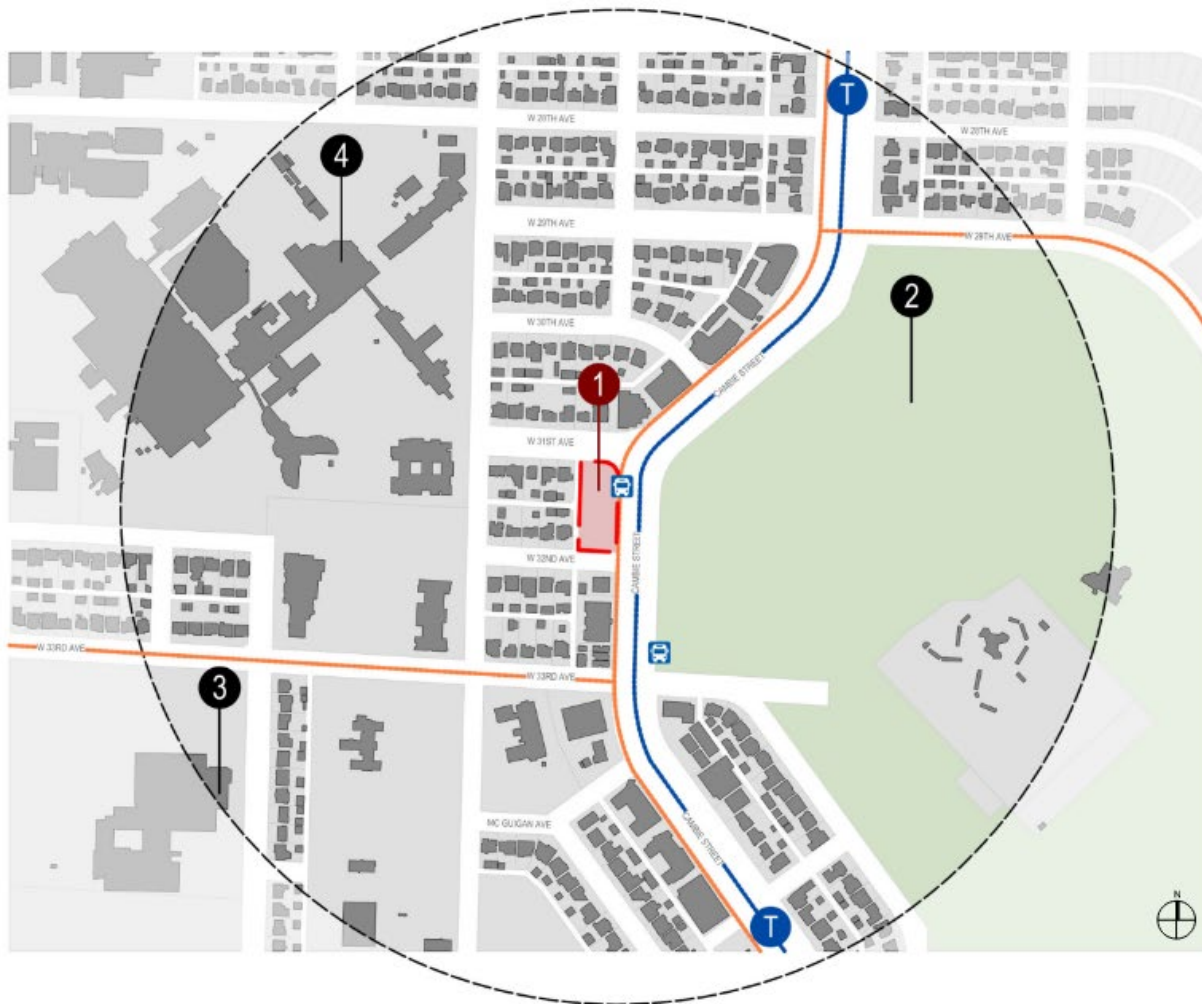 T
W 28TH AVE
W 28TH AVE
4
W 29TH AVE
W 29TH AVE
2
W 30TH AVE
CAMBIE STREET
1
W 31ST AVE
W 32ND AVE
CAMBIE STREET
W 33RD AVE
W 33RD AVE
3
MC GUIGAN AVE
CAMBIE STREET
T
N